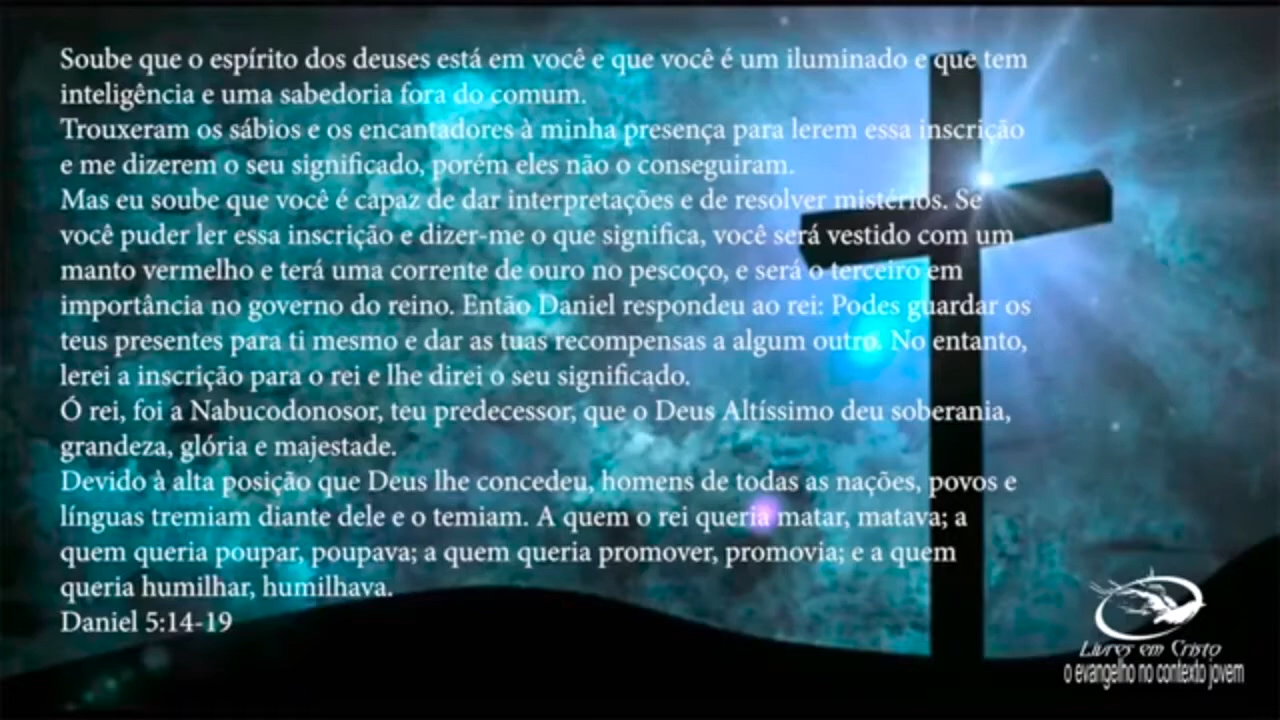 Soube que o espírito dos deuses está em você e que você é um iluminado e que tem
inteligência e uma sabedoria fora do comum.
Trouxeram os sábios e os encantadores à minha presença para lerem essa inscrição
e me dizerem o seu significado, porém eles não o conseguiram.
Mas eu soube que você é capaz de dar interpretações e de resolver mistérios. Se
você puder ler essa inscrição e dizer-me o que significa, você será vestido com um
manto vermelho e terá uma corrente de ouro no pescoço, e será o terceiro em
importância no governo do reino. Então Daniel respondeu ao rei: Podes guardar os
teus presentes para ti mesmo e dar as tuas recompensas a algum outro. No entanto,
lerei a inscrição para o rei e lhe direi o seu significado.
Ó rei, foi a Nabucodonosor, teu predecessor, que o Deus Altíssimo deu soberania,
grandeza, glória e majestade.
Devido à alta posição que Deus lhe concedeu, homens de todas as nações, povos e
línguas tremiam diante dele e o temiam. A quem o rei queria matar, matava; a
quem queria poupar, poupava; a quem queria promover, promovia; e a quem
queria humilhar, humilhava.
Daniel 5:14-19
Livres em Cristo
o evangelho no contexto jovem